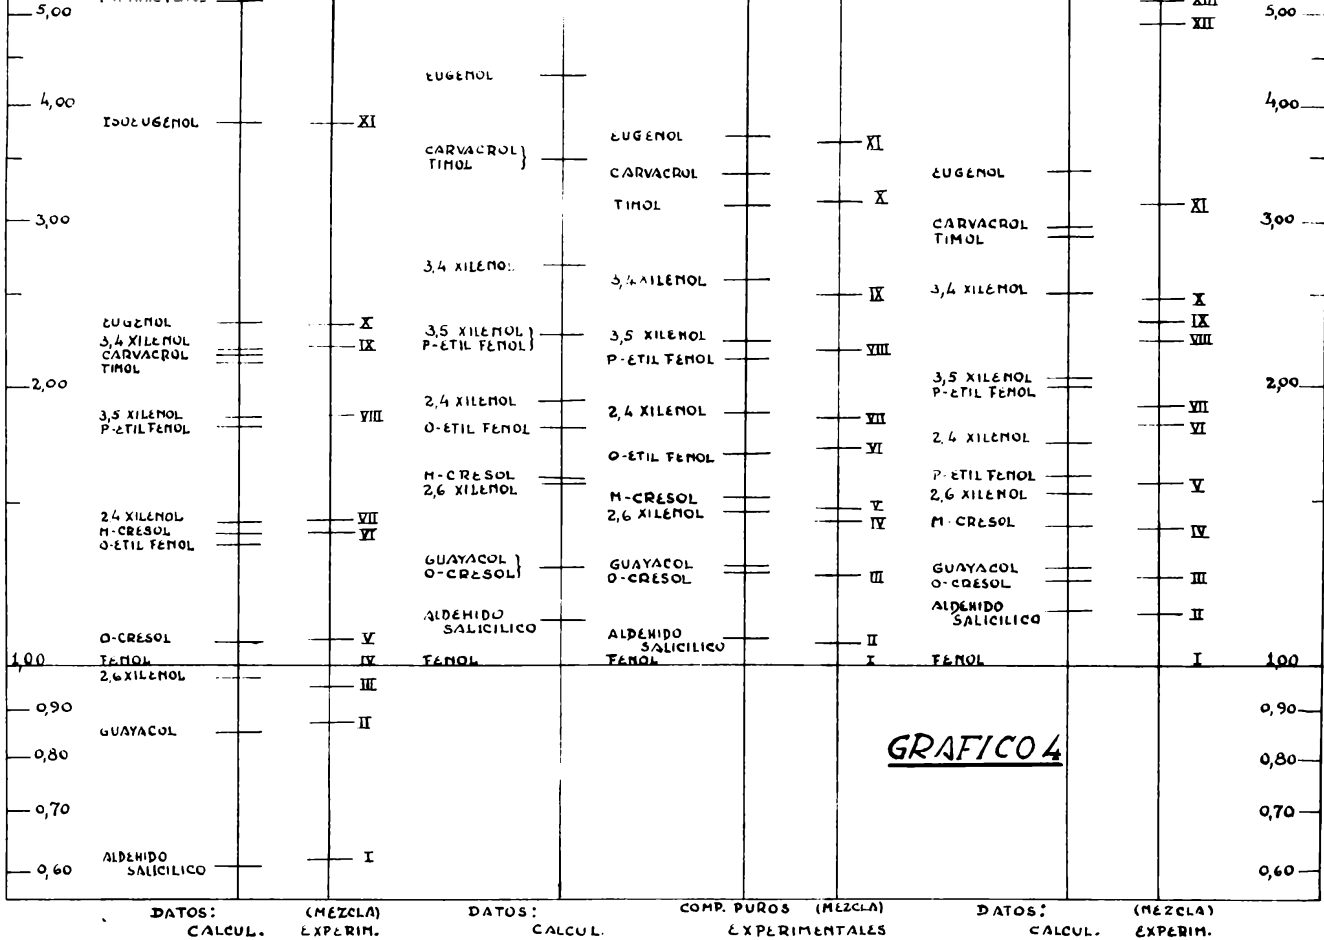 5,00
4,00
3,00
2,00
1,00
0,90
0,80
0,70
0,60
ISOEUGENOL
EUGENOL
3,4 XILENOL
CARVACROL
TIMOL
3,5 XILENOL
P-ETIL FENOL
2,4 XILENOL
M-CRESOL
O-ETIL FENOL
O-CRESOL
FENOL
2,6 XILENOL
GUAYACOL
ALDEHIDO
SALICILICO
DATOS:
CALCUL.
XI
X
IX
VIII
VII
VI
V
IV
III
II
I
(MEZCLA)
EXPERIM.
EUGENOL
CARVACROL }
TIMOL
3,4 XILENOL
3,5 XILENOL }
P-ETIL FENOL
2,4 XILENOL
O-ETIL FENOL
M-CRESOL
2,6 XILENOL
GUAYACOL }
O-CRESOL
ALDEHIDO
SALICILICO
FENOL
DATOS:
CALCUL.
EUGENOL
CARVACROL
TIMOL
3,4 XILENOL
3,5 XILENOL
P-ETIL FENOL
2,4 XILENOL
O-ETIL FENOL
M-CRESOL
2,6 XILENOL
GUAYACOL
O-CRESOL
ALDEHIDO
SALICILICO
FENOL
XI
X
IX
VIII
VII
VI
V
IV
III
II
I
COMP. PUROS (MEZCLA)
EXPERIMENTALES
EUGENOL
CARVACROL
TIMOL
3,4 XILENOL
3,5 XILENOL
P-ETIL FENOL
2,4 XILENOL
P-ETIL FENOL
2,6 XILENOL
M-CRESOL
GUAYACOL
O-CRESOL
ALDEHIDO
SALICILICO
FENOL
GRAFICO 4
DATOS:
CALCUL.
XIII
XII
XI
X
IX
VIII
VII
VI
V
IV
III
II
I
(MEZCLA)
EXPERIM.
5,00
4,00
3,00
2,00
1,00
0,90
0,80
0,70
0,60